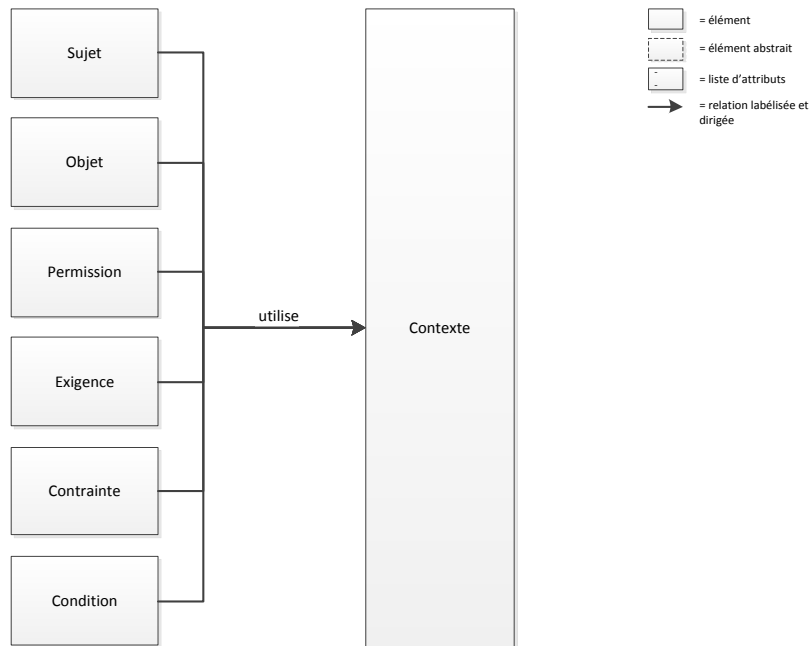 Sujet
Objet
Permission
Exigence
Contrainte
Condition
utilise
Contexte
= élément
= élément abstrait
- 
- 
= liste d'attributs
= relation labélisée et
dirigée